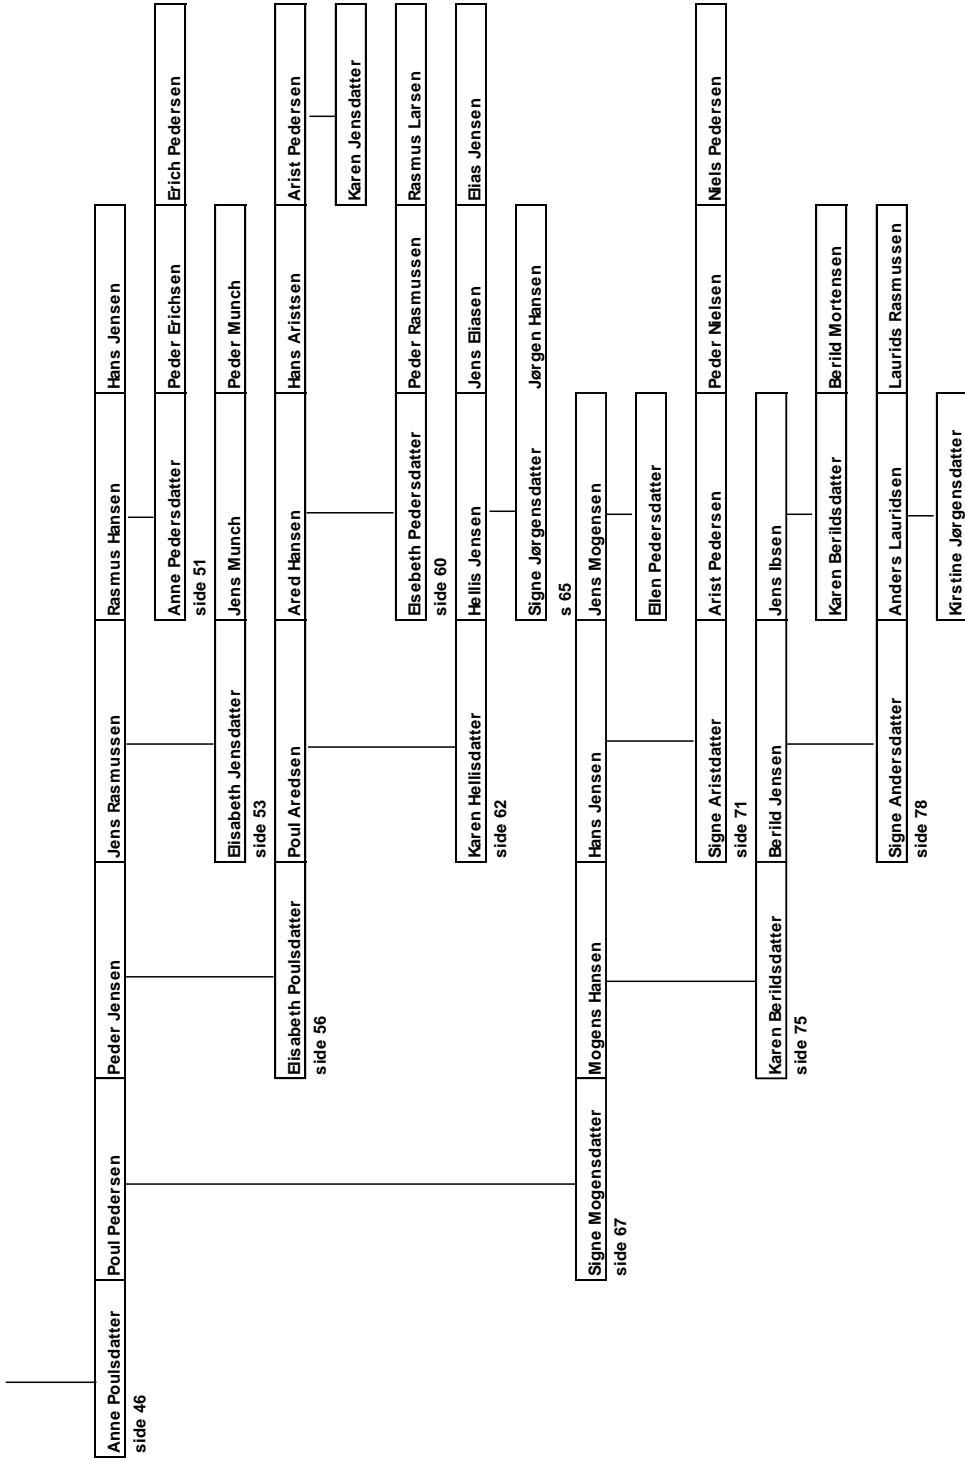 Anne Poulsdatter
side 46
Poul Pedersen
Peder Jensen
Jens Rasmussen
Rasmus Hansen
Hans Jensen
Anne Pedersdatter
side 51
Peder Erichsen
Erich Pedersen
Elisabeth Jensdatter
side 53
Jens Munch
Peder Munch
Elisabeth Poulsdatter
side 56
Poul Aredsen
Ared Hansen
Hans Aristsen
Arist Pedersen
Karen Jensdatter
Elsebeth Pedersdatter
side 60
Peder Rasmussen
Rasmus Larsen
Karen Hellisdatter
side 62
Hellis Jensen
Jens Eliasen
Elias Jensen
Signe Jørgensdatter
s 65
Jørgen Hansen
Signe Mogensdatter
side 67
Mogens Hansen
Hans Jensen
Jens Mogensen
Ellen Pedersdatter
Signe Aristdatter
side 71
Arist Pedersen
Peder Nielsen
Niels Pedersen
Karen Berildsdatter
side 75
Berild Jensen
Jens Ibsen
Karen Berildsdatter
Berild Mortensen
Signe Andersdatter
side 78
Anders Lauridsen
Laurids Rasmussen
Kirstine Jørgensdatter